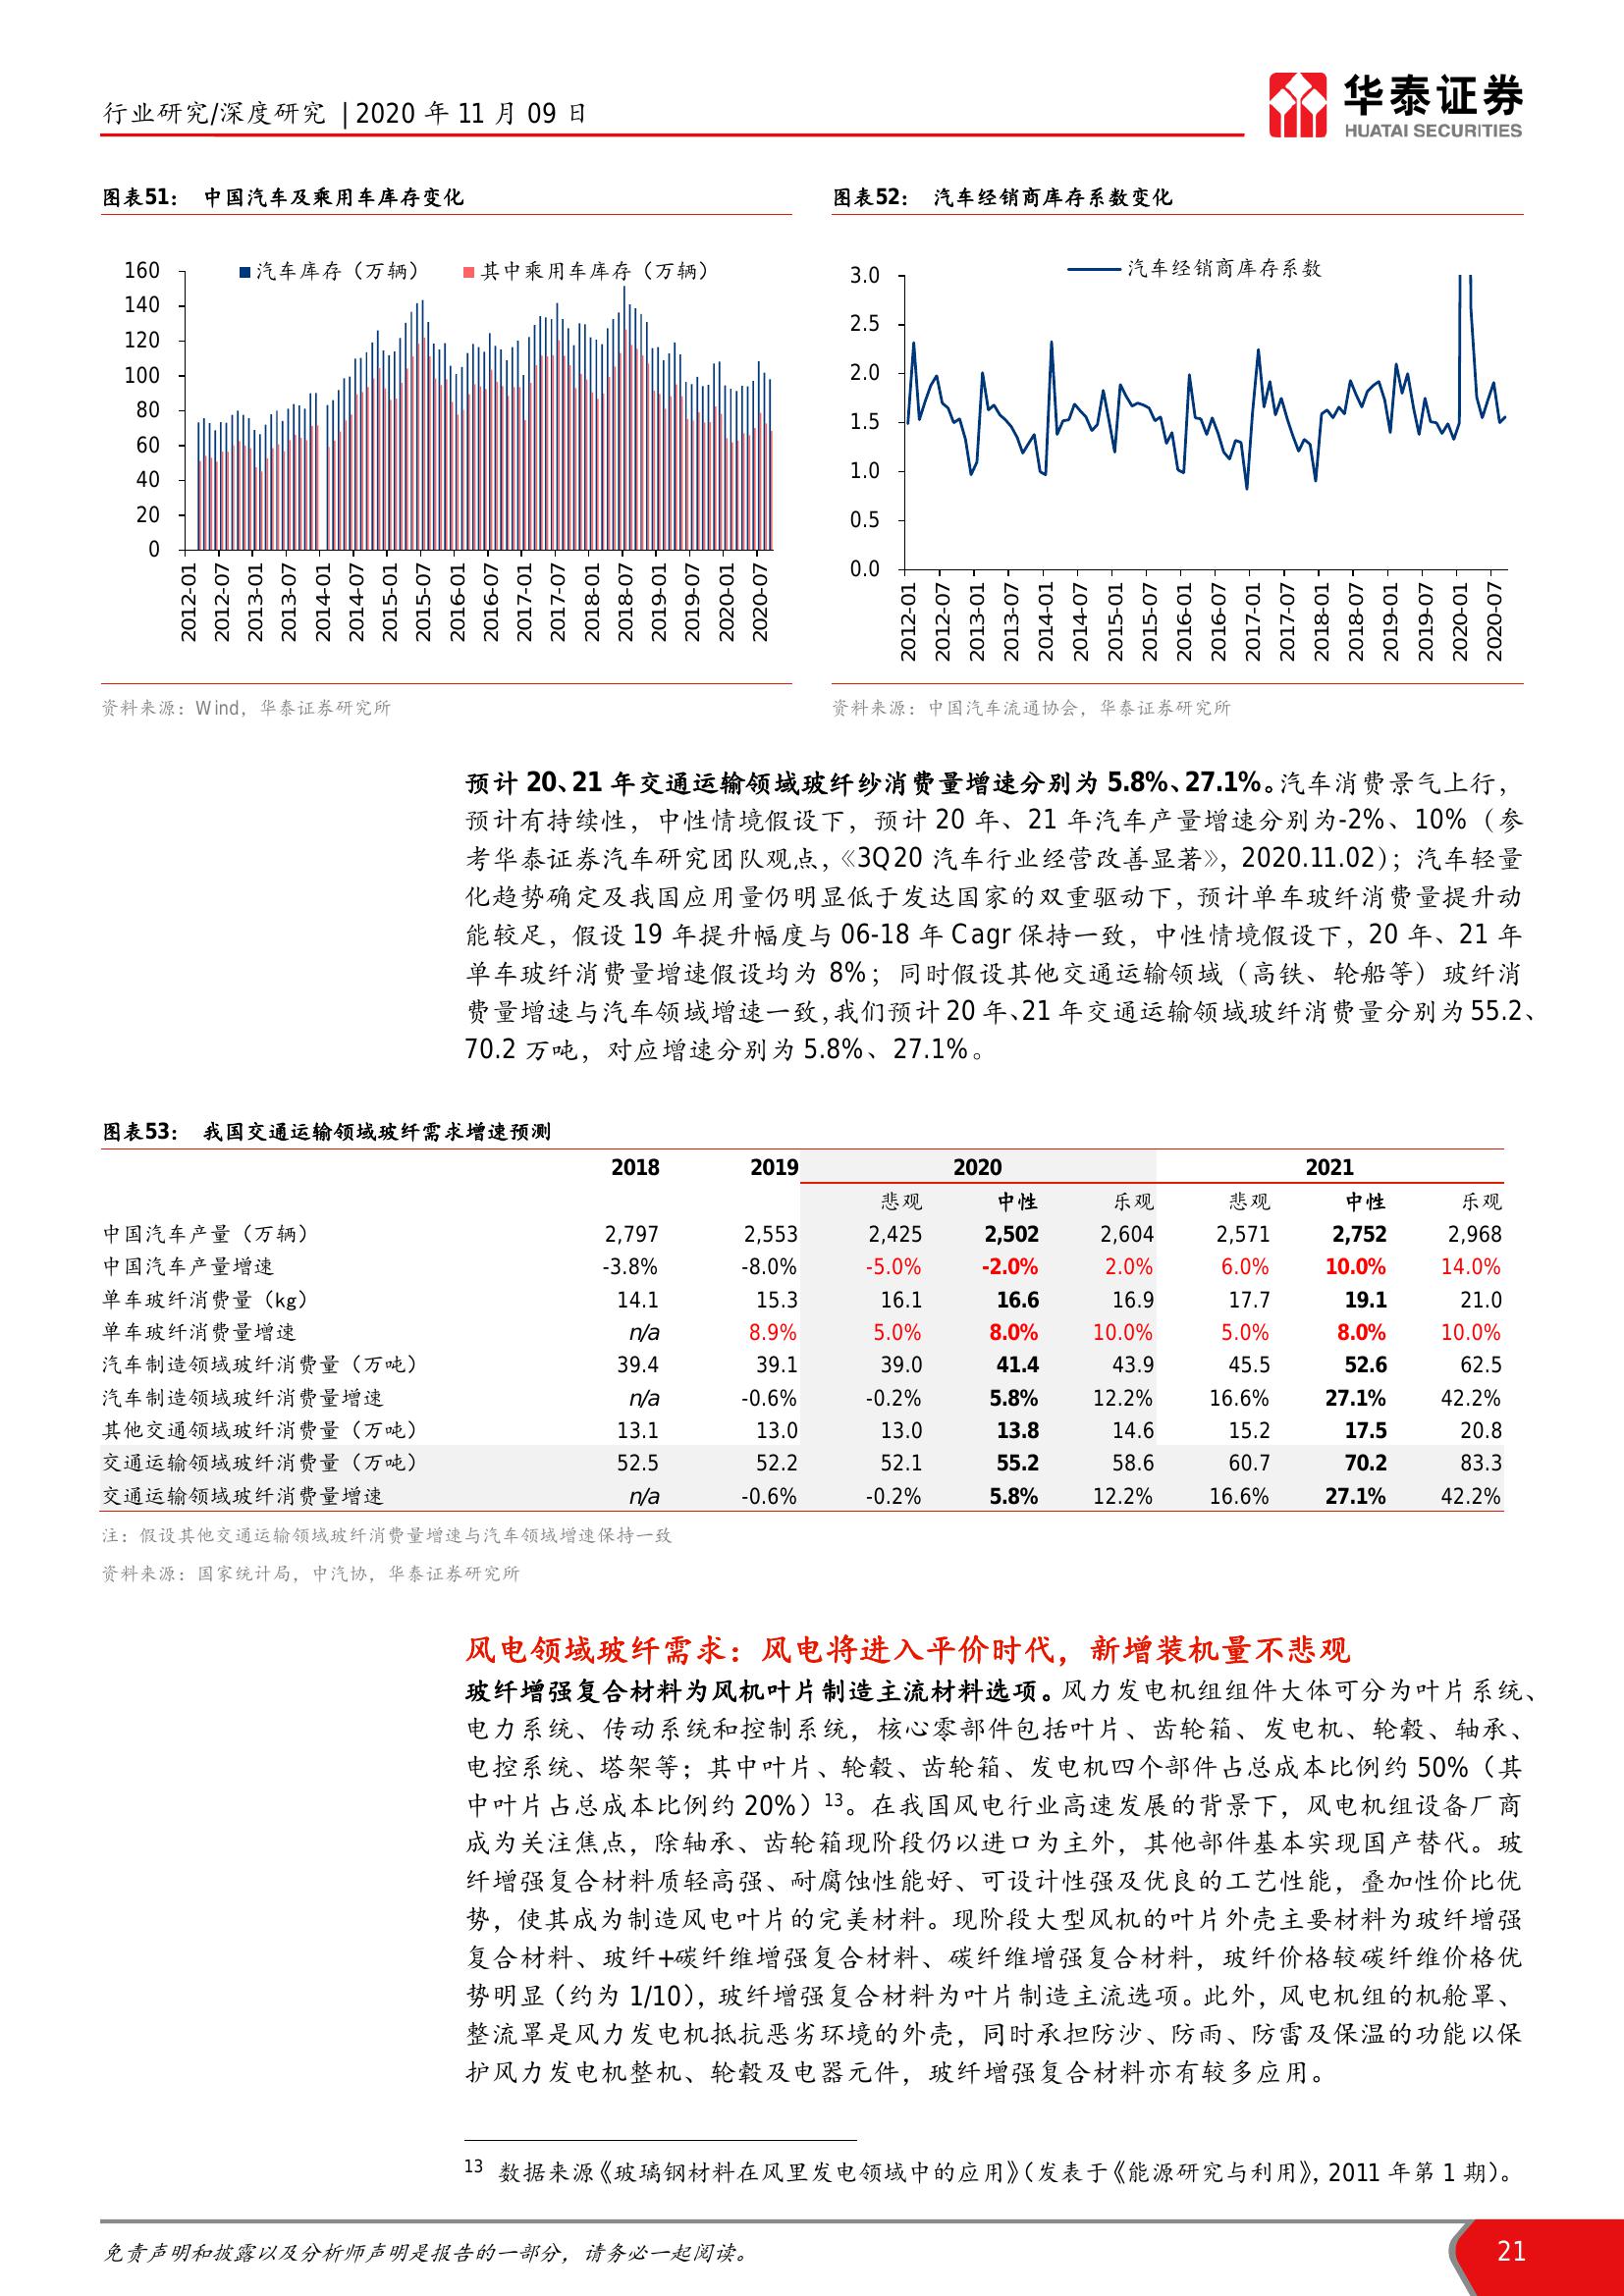 行业研究/深度研究 | 2020 年 11 月 09 日
华泰证券
HUATAI SECURITIES
图表51： 中国汽车及乘用车库存变化
汽车库存（万辆） 其中乘用车库存（万辆）
160
140
120
100
80
60
40
20
0
2012-01 2012-07 2013-01 2013-07 2014-01 2014-07 2015-01 2015-07 2016-01 2016-07 2017-01 2017-07 2018-01 2018-07 2019-01 2019-07 2020-01 2020-07
资料来源：Wind，华泰证券研究所
图表52： 汽车经销商库存系数变化
汽车经销商库存系数
3.0
2.5
2.0
1.5
1.0
0.5
0.0
2012-01 2012-07 2013-01 2013-07 2014-01 2014-07 2015-01 2015-07 2016-01 2016-07 2017-01 2017-07 2018-01 2018-07 2019-01 2019-07 2020-01 2020-07
资料来源：中国汽车流通协会，华泰证券研究所
预计 20、21 年交通运输领域玻纤纱消费量增速分别为 5.8%、27.1%。汽车消费景气上行，
预计有持续性，中性情境假设下，预计 20 年、21 年汽车产量增速分别为-2%、10%（参
考华泰证券汽车研究团队观点，《3Q20 汽车行业经营改善显著》，2020.11.02）；汽车轻量
化趋势确定及我国应用量仍明显低于发达国家的双重驱动下，预计单车玻纤消费量提升动
能较足，假设 19 年提升幅度与 06-18 年 Cagr 保持一致，中性情境假设下，20 年、21 年
单车玻纤消费量增速假设均为 8%；同时假设其他交通运输领域（高铁、轮船等）玻纤消
费量增速与汽车领域增速一致，我们预计 20 年、21 年交通运输领域玻纤消费量分别为 55.2、
70.2 万吨，对应增速分别为 5.8%、27.1%。
图表53： 我国交通运输领域玻纤需求增速预测
2018 2019 2020 2021
悲观 中性 乐观 悲观 中性 乐观
中国汽车产量（万辆） 2,797 2,553 2,425 2,502 2,604 2,571 2,752 2,968
中国汽车产量增速 -3.8% -8.0% -5.0% -2.0% 2.0% 6.0% 10.0% 14.0%
单车玻纤消费量（kg） 14.1 15.3 16.1 16.6 16.9 17.7 19.1 21.0
单车玻纤消费量增速 n/a 8.9% 5.0% 8.0% 10.0% 5.0% 8.0% 10.0%
汽车制造领域玻纤消费量（万吨） 39.4 39.1 39.0 41.4 43.9 45.5 52.6 62.5
汽车制造领域玻纤消费量增速 n/a -0.6% -0.2% 5.8% 12.2% 16.6% 27.1% 42.2%
其他交通领域玻纤消费量（万吨） 13.1 13.0 13.0 13.8 14.6 15.2 17.5 20.8
交通运输领域玻纤消费量（万吨） 52.5 52.2 52.1 55.2 58.6 60.7 70.2 83.3
交通运输领域玻纤消费量增速 n/a -0.6% -0.2% 5.8% 12.2% 16.6% 27.1% 42.2%
注：假设其他交通运输领域玻纤消费量增速与汽车领域增速保持一致
资料来源：国家统计局，中汽协，华泰证券研究所
风电领域玻纤需求：风电将进入平价时代，新增装机量不悲观
玻纤增强复合材料为风机叶片制造主流材料选项。风力发电机组组件大体可分为叶片系统、
电力系统、传动系统和控制系统，核心零部件包括叶片、齿轮箱、发电机、轮毂、轴承、
电控系统、塔架等；其中叶片、轮毂、齿轮箱、发电机四个部件占总成本比例约 50%（其
中叶片占总成本比例约 20%）13。在我国风电行业高速发展的背景下，风电机组设备厂商
成为关注焦点，除轴承、齿轮箱现阶段仍以进口为主外，其他部件基本实现国产替代。玻
纤增强复合材料质轻高强、耐腐蚀性能好、可设计性强及优良的工艺性能，叠加性价比优
势，使其成为制造风电叶片的完美材料。现阶段大型风机的叶片外壳主要材料为玻纤增强
复合材料、玻纤+碳纤维增强复合材料、碳纤维增强复合材料，玻纤价格较碳纤维价格优
势明显（约为 1/10），玻纤增强复合材料为叶片制造主流选项。此外，风电机组的机舱罩、
整流罩是风力发电机抵抗恶劣环境的外壳，同时承担防沙、防雨、防雷及保温的功能以保
护风力发电机整机、轮毂及电器元件，玻纤增强复合材料亦有较多应用。
13 数据来源《玻璃钢材料在风里发电领域中的应用》（发表于《能源研究与利用》，2011 年第 1 期）。
免责声明和披露以及分析师声明是报告的一部分，请务必一起阅读。
21